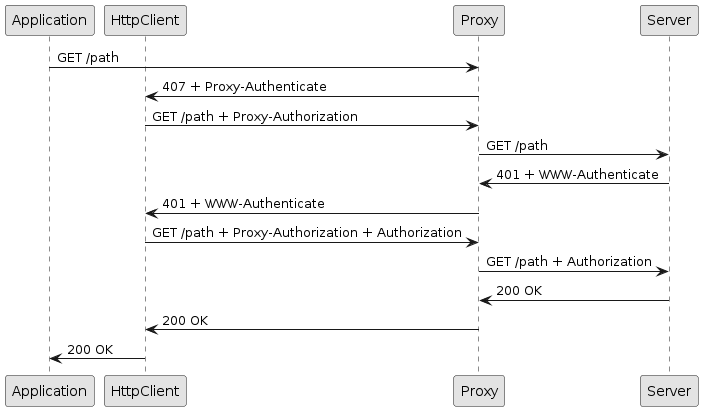 Application HttpClient Proxy Server
GET /path
407 + Proxy-Authenticate
GET /path + Proxy-Authorization
GET /path
401 + WWW-Authenticate
401 + WWW-Authenticate
GET /path + Proxy-Authorization + Authorization
GET /path + Authorization
200 OK
200 OK
200 OK
Application HttpClient Proxy Server